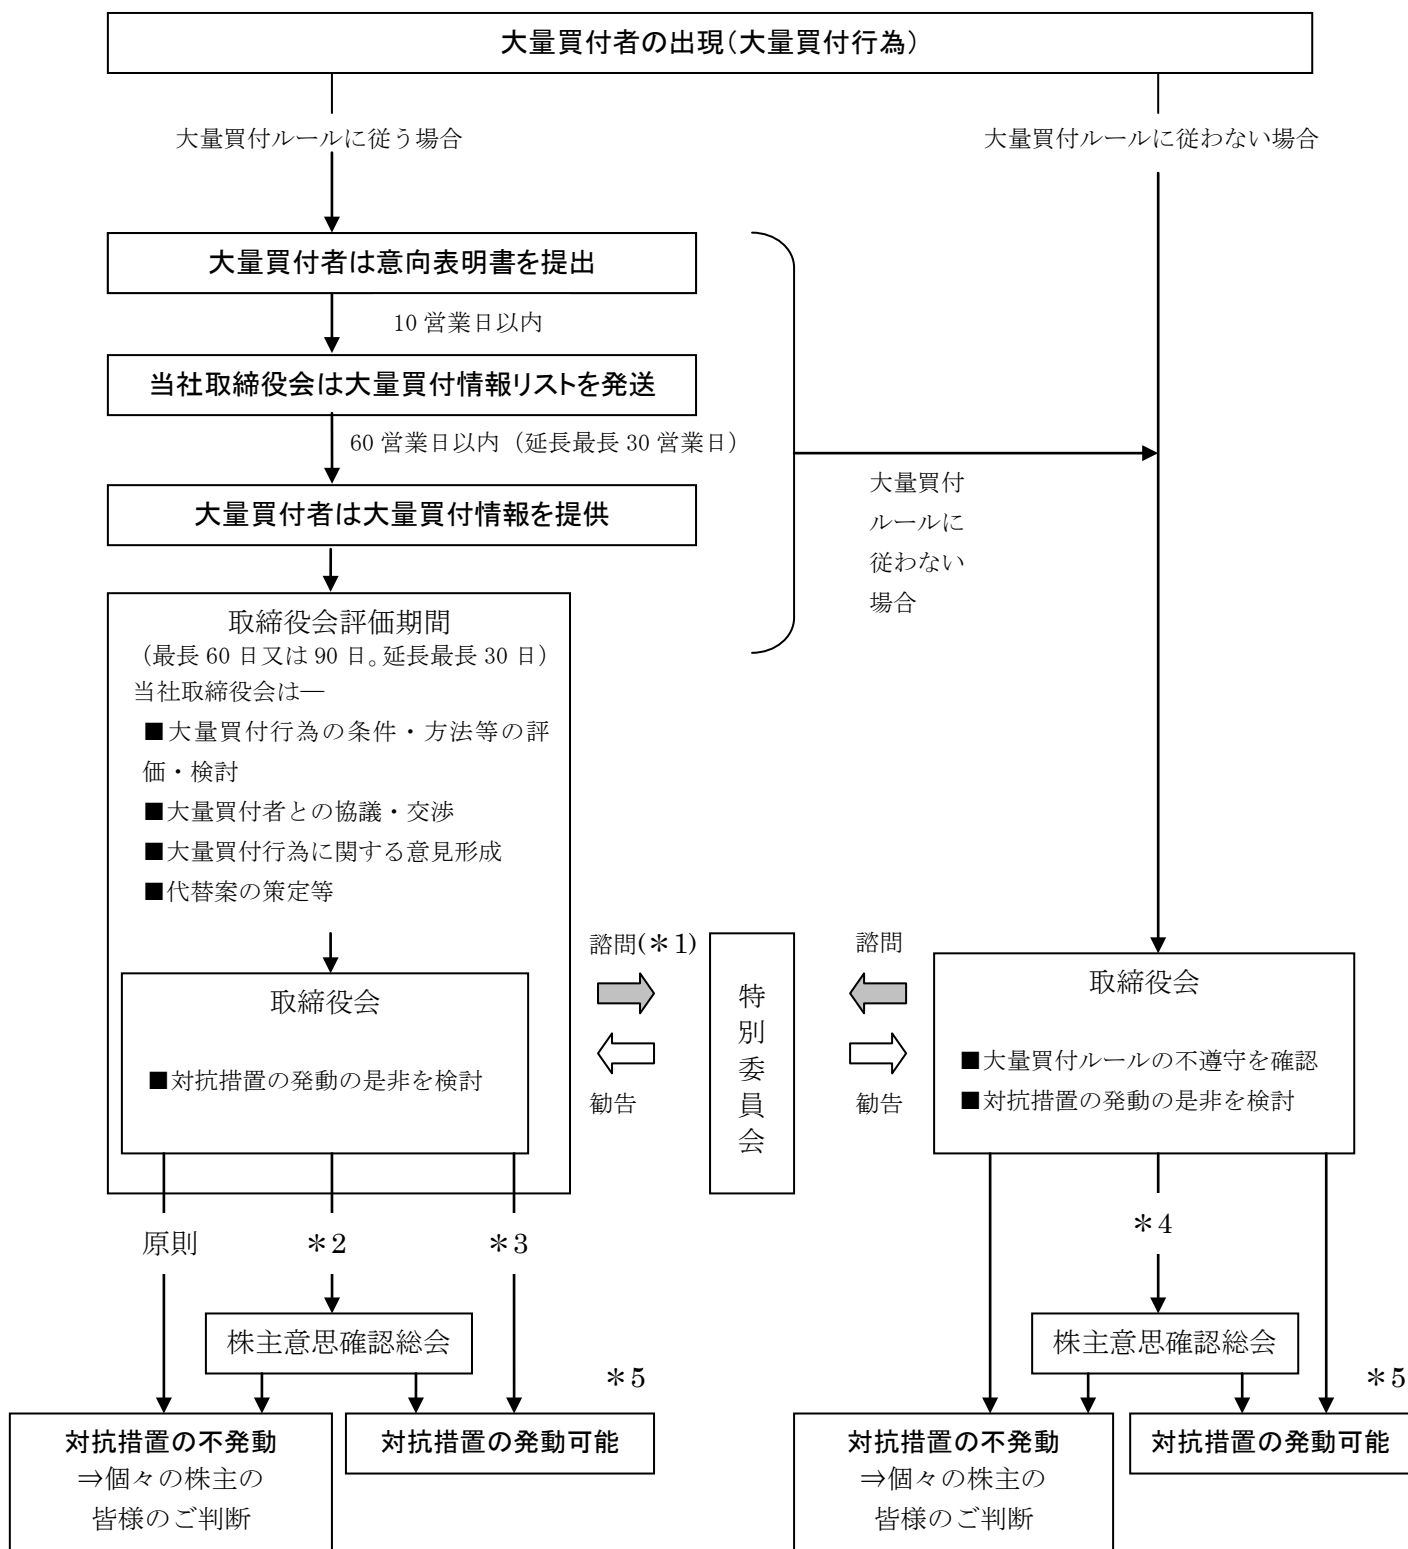 大量買付者の出現（大量買付行為）
大量買付ルールに従う場合
大量買付ルールに従わない場合
大量買付者は意向表明書を提出
10 営業日以内
当社取締役会は大量買付情報リストを発送
60 営業日以内（延長最長 30 営業日）
大量買付者は大量買付情報を提供
大量買付
ルールに
従わない
場合
取締役会評価期間
（最長 60 日又は 90 日。延長最長 30 日）
当社取締役会は―
■大量買付行為の条件・方法等の評
価・検討
■大量買付者との協議・交渉
■大量買付行為に関する意見形成
■代替案の策定等
取締役会
■対抗措置の発動の是非を検討
諮問(＊1)
勧告
特
別
委
員
会
諮問
勧告
取締役会
■大量買付ルールの不遵守を確認
■対抗措置の発動の是非を検討
原則
＊2
＊3
＊4
株主意思確認総会
株主意思確認総会
＊5
＊5
対抗措置の不発動
⇒個々の株主の
皆様のご判断
対抗措置の発動可能
対抗措置の不発動
⇒個々の株主の
皆様のご判断
対抗措置の発動可能